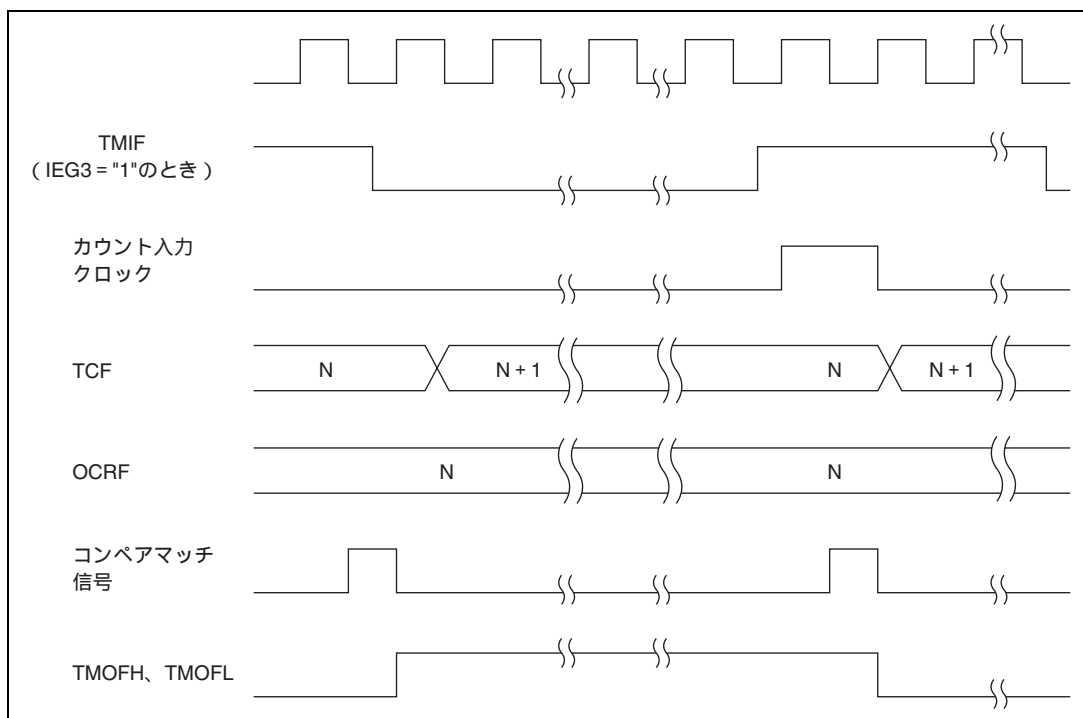 TMIF
( IEG3 = "1"のとき )
カウント入力
クロック
TCF
N
N + 1
N
N + 1
OCRF
N
N
コンペアマッチ
信号
TMOFH、TMOFL